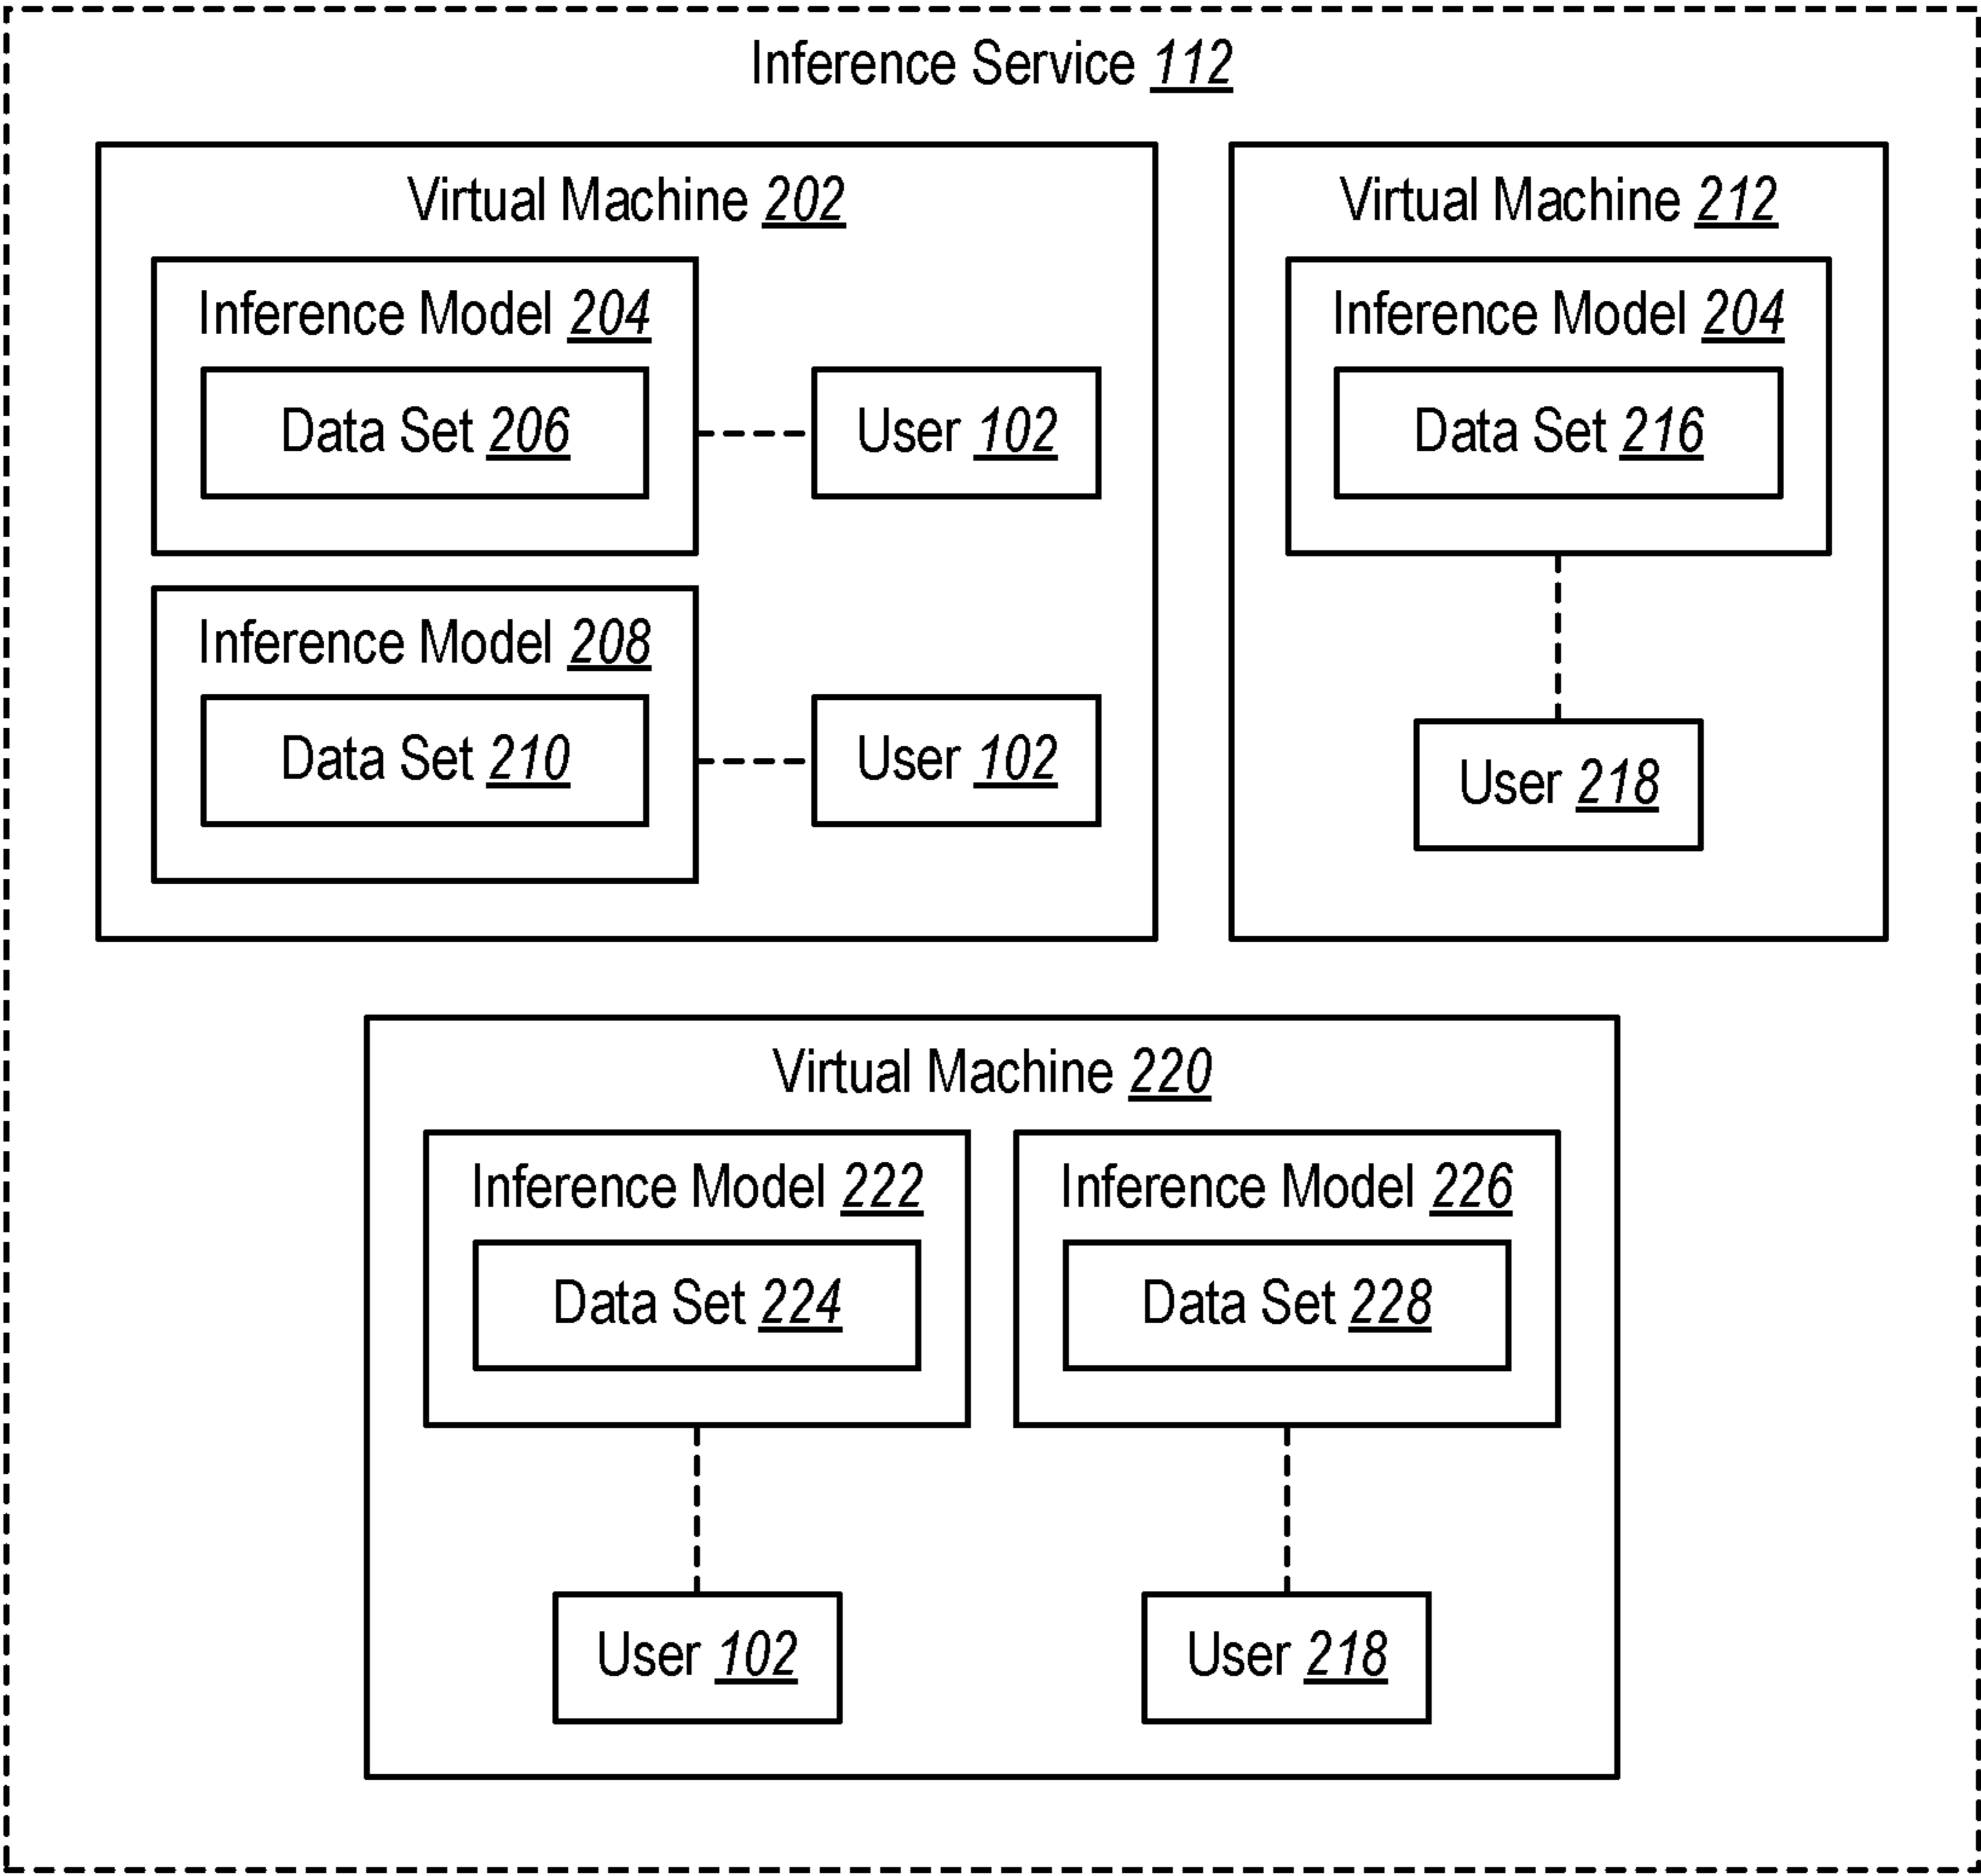 Inference Service 112
Virtual Machine 202
Inference Model 204
Data Set 206
User 102
Inference Model 208
Data Set 210
User 102
Virtual Machine 212
Inference Model 204
Data Set 216
User 218
Virtual Machine 220
Inference Model 222
Data Set 224
User 102
Inference Model 226
Data Set 228
User 218